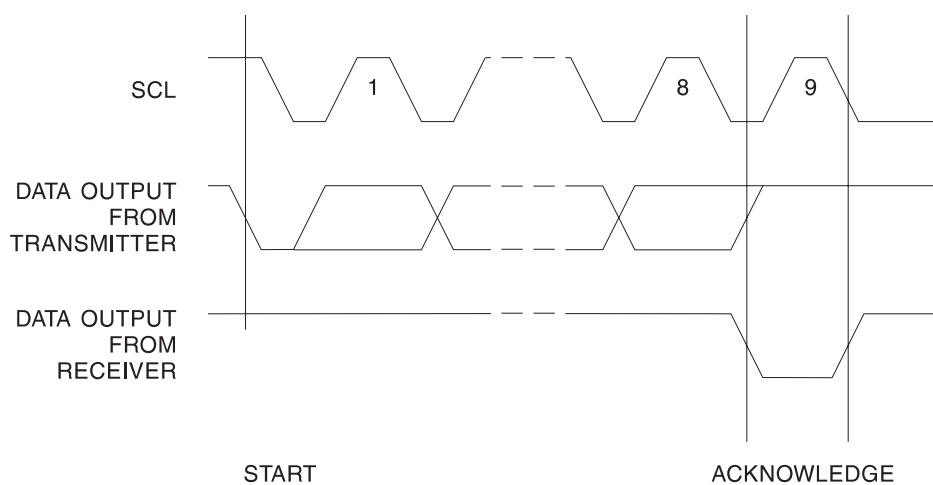 SCL
1
8
9
DATA OUTPUT
FROM
TRANSMITTER
DATA OUTPUT
FROM
RECEIVER
START
ACKNOWLEDGE